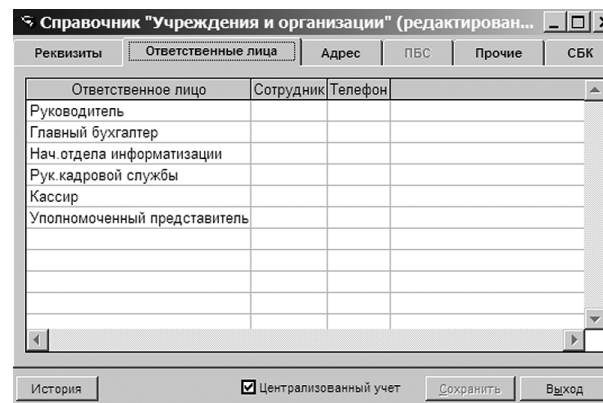 Справочник "Учреждения и организации" (редактирован...
Реквизиты Ответственные лица Адрес ПБС Прочие СБК
Ответственное лицо Сотрудник Телефон
Руководитель
Главный бухгалтер
Нач.отдела информатизации
Рук.кадровой службы
Кассир
Уполномоченный представитель
История Централизованный учет Сохранить Выход